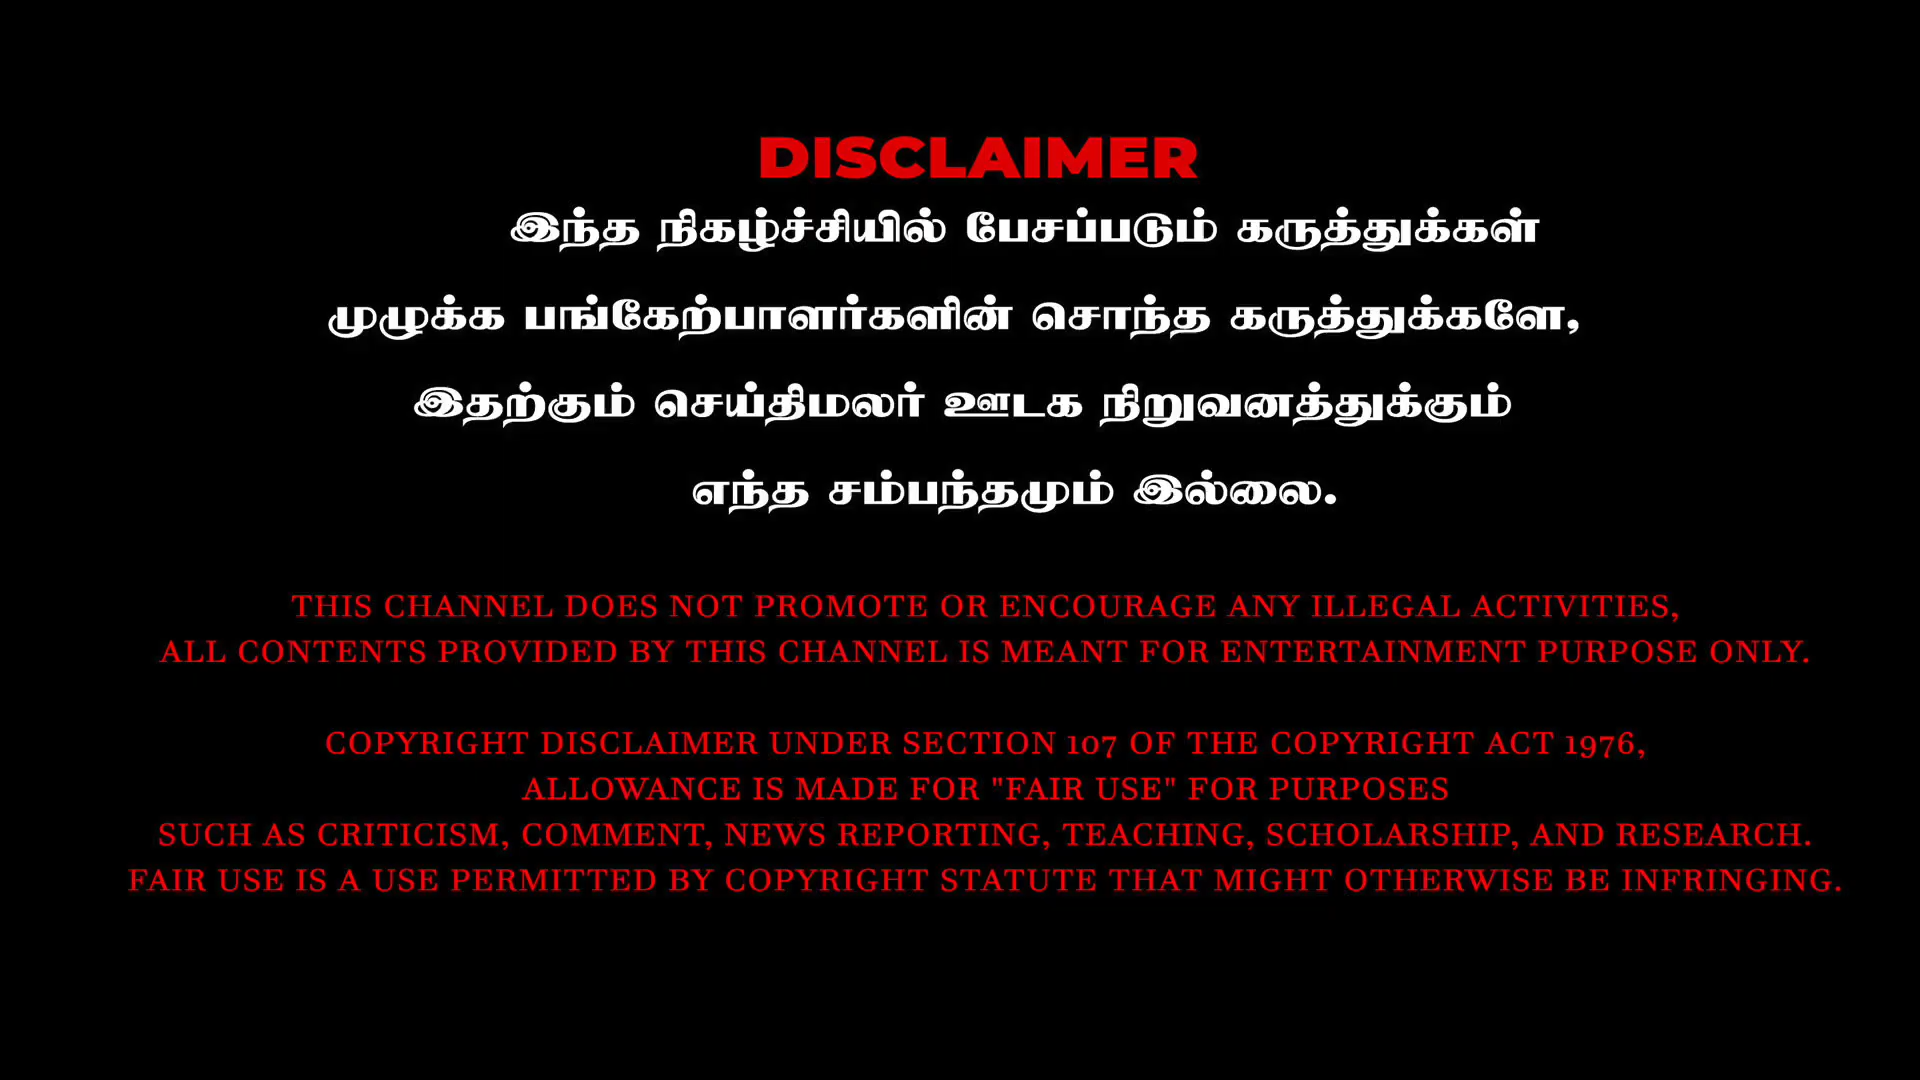 DISCLAIMER
இந்த நிகழ்ச்சியில் பேசப்படும் கருத்துக்கள்
முழுக்க பங்கேற்பாளர்களின் சொந்த கருத்துக்களே,
இதற்கும் செய்திமலர் ஊடக நிறுவனத்துக்கும்
எந்த சம்பந்தமும் இல்லை.
THIS CHANNEL DOES NOT PROMOTE OR ENCOURAGE ANY ILLEGAL ACTIVITIES,
ALL CONTENTS PROVIDED BY THIS CHANNEL IS MEANT FOR ENTERTAINMENT PURPOSE ONLY.
COPYRIGHT DISCLAIMER UNDER SECTION 107 OF THE COPYRIGHT ACT 1976,
ALLOWANCE IS MADE FOR "FAIR USE" FOR PURPOSES
SUCH AS CRITICISM, COMMENT, NEWS REPORTING, TEACHING, SCHOLARSHIP, AND RESEARCH.
FAIR USE IS A USE PERMITTED BY COPYRIGHT STATUTE THAT MIGHT OTHERWISE BE INFRINGING.